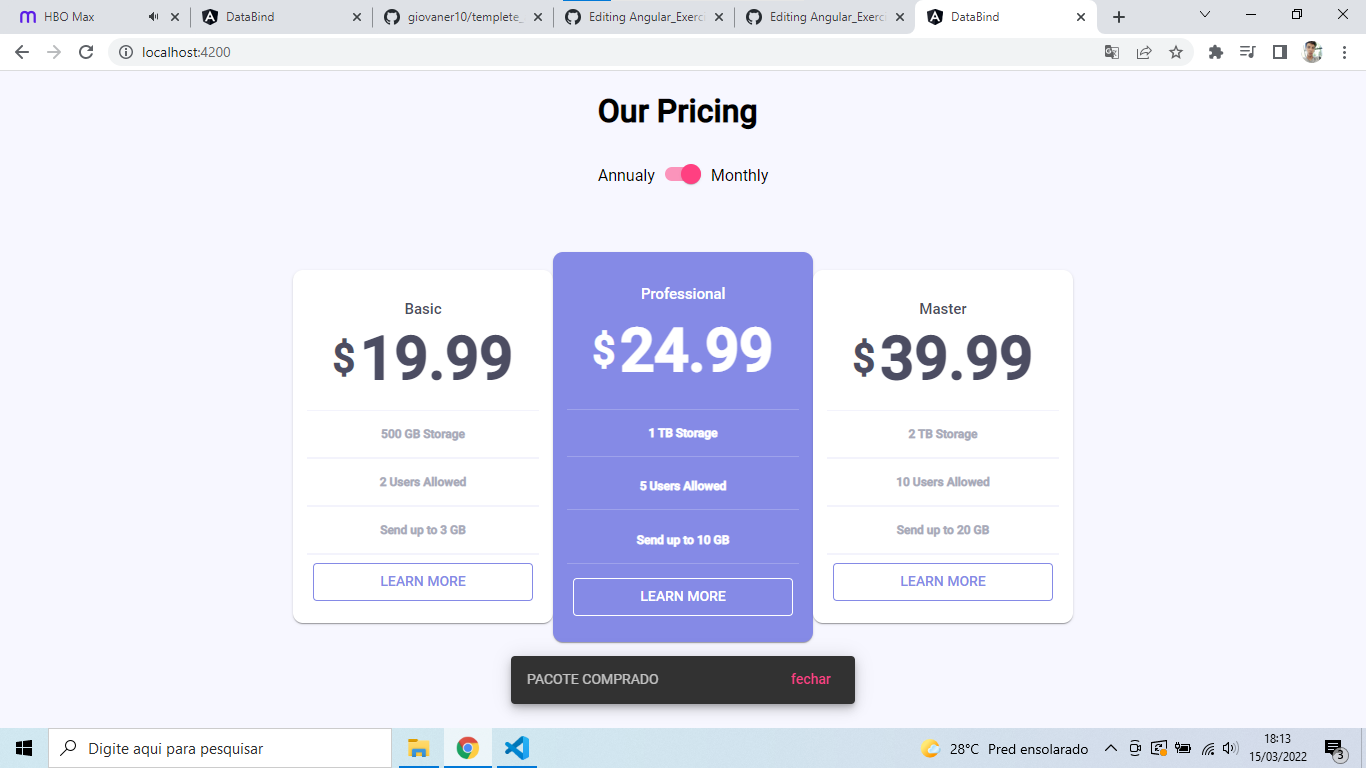 HBO Max
DataBind
giovaner10/templete_
Editing Angular_Exerc
Editing Angular_Exerc
DataBind
localhost:4200
Our Pricing
Annualy Monthly
Basic
$19.99
500 GB Storage
2 Users Allowed
Send up to 3 GB
LEARN MORE
Professional
$24.99
1 TB Storage
5 Users Allowed
Send up to 10 GB
LEARN MORE
Master
$39.99
2 TB Storage
10 Users Allowed
Send up to 20 GB
LEARN MORE
PACOTE COMPRADO fechar
Digite aqui para pesquisar
28°C Pred ensolarado
18:13
15/03/2022
3